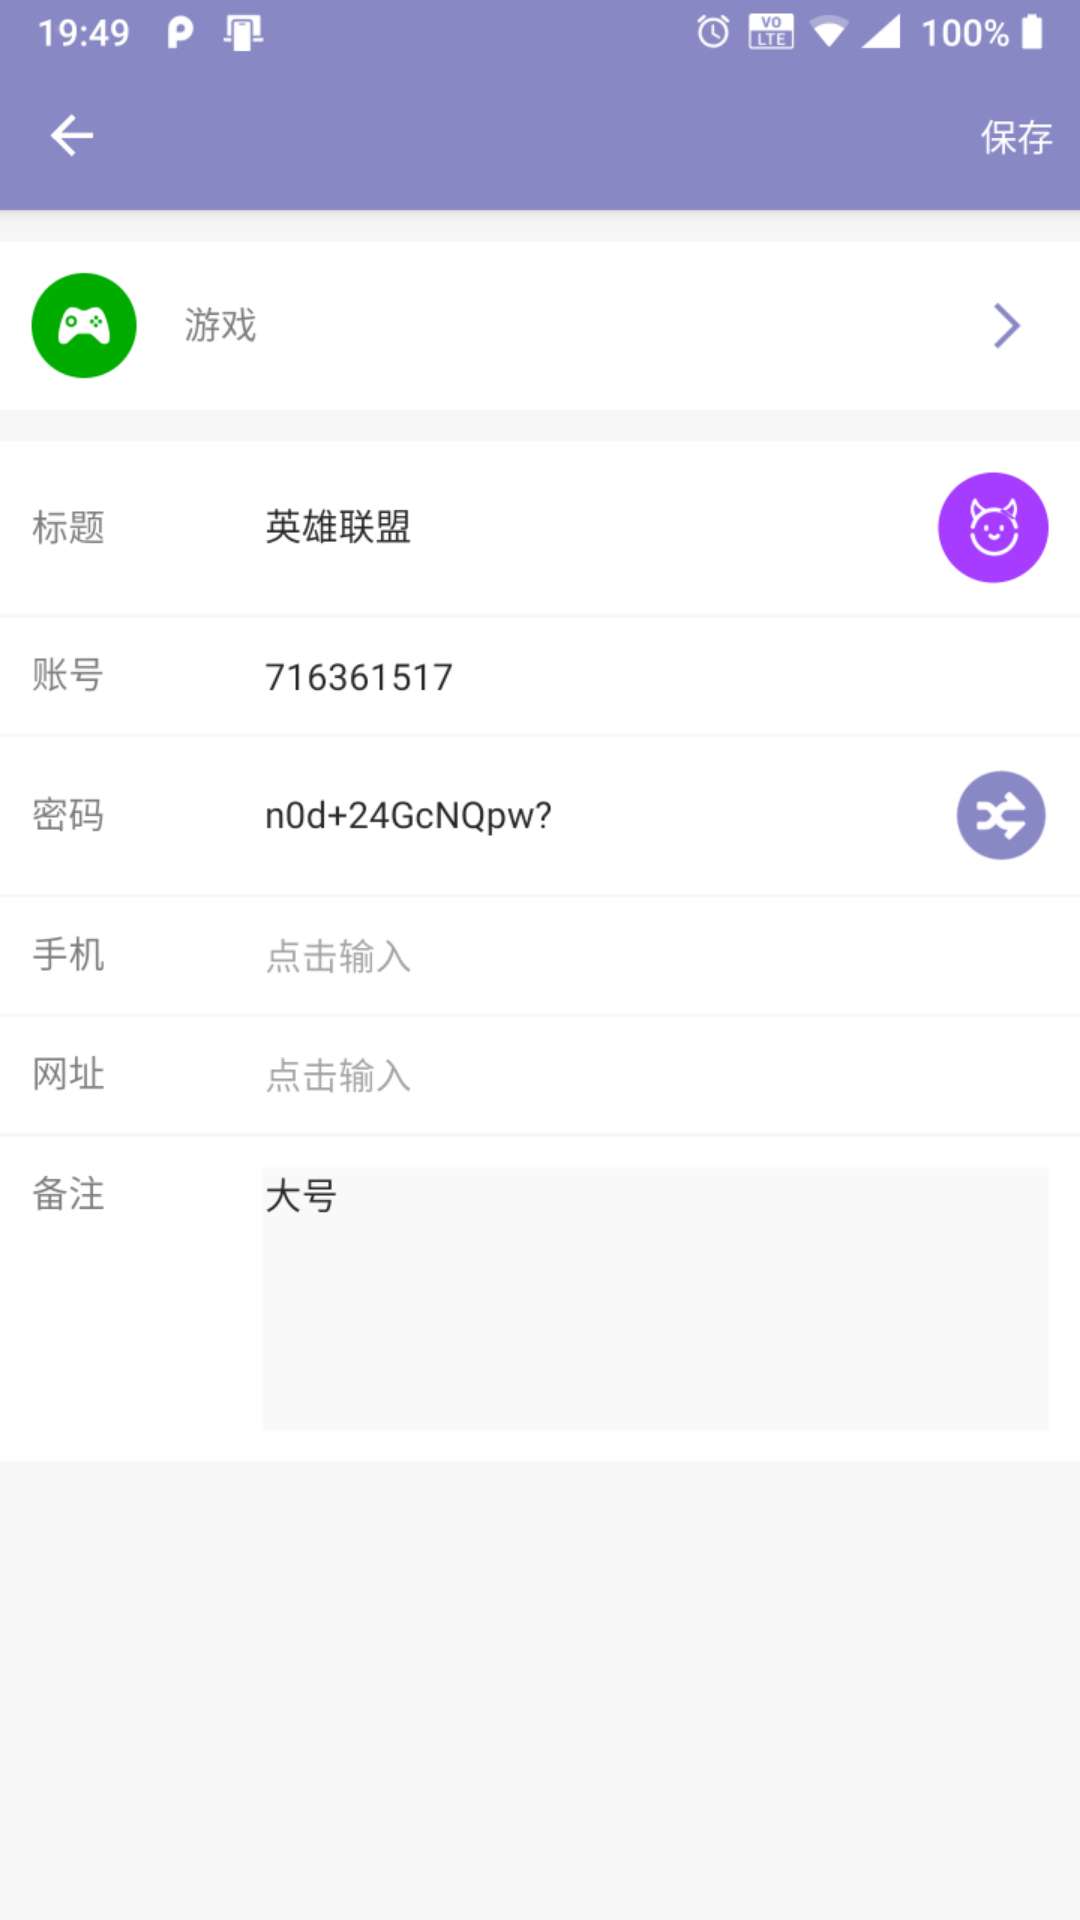 19:49 VO LTE 100%
保存
游戏
标题 英雄联盟
账号 716361517
密码 n0d+24GcNQpw?
手机 点击输入
网址 点击输入
备注 大号